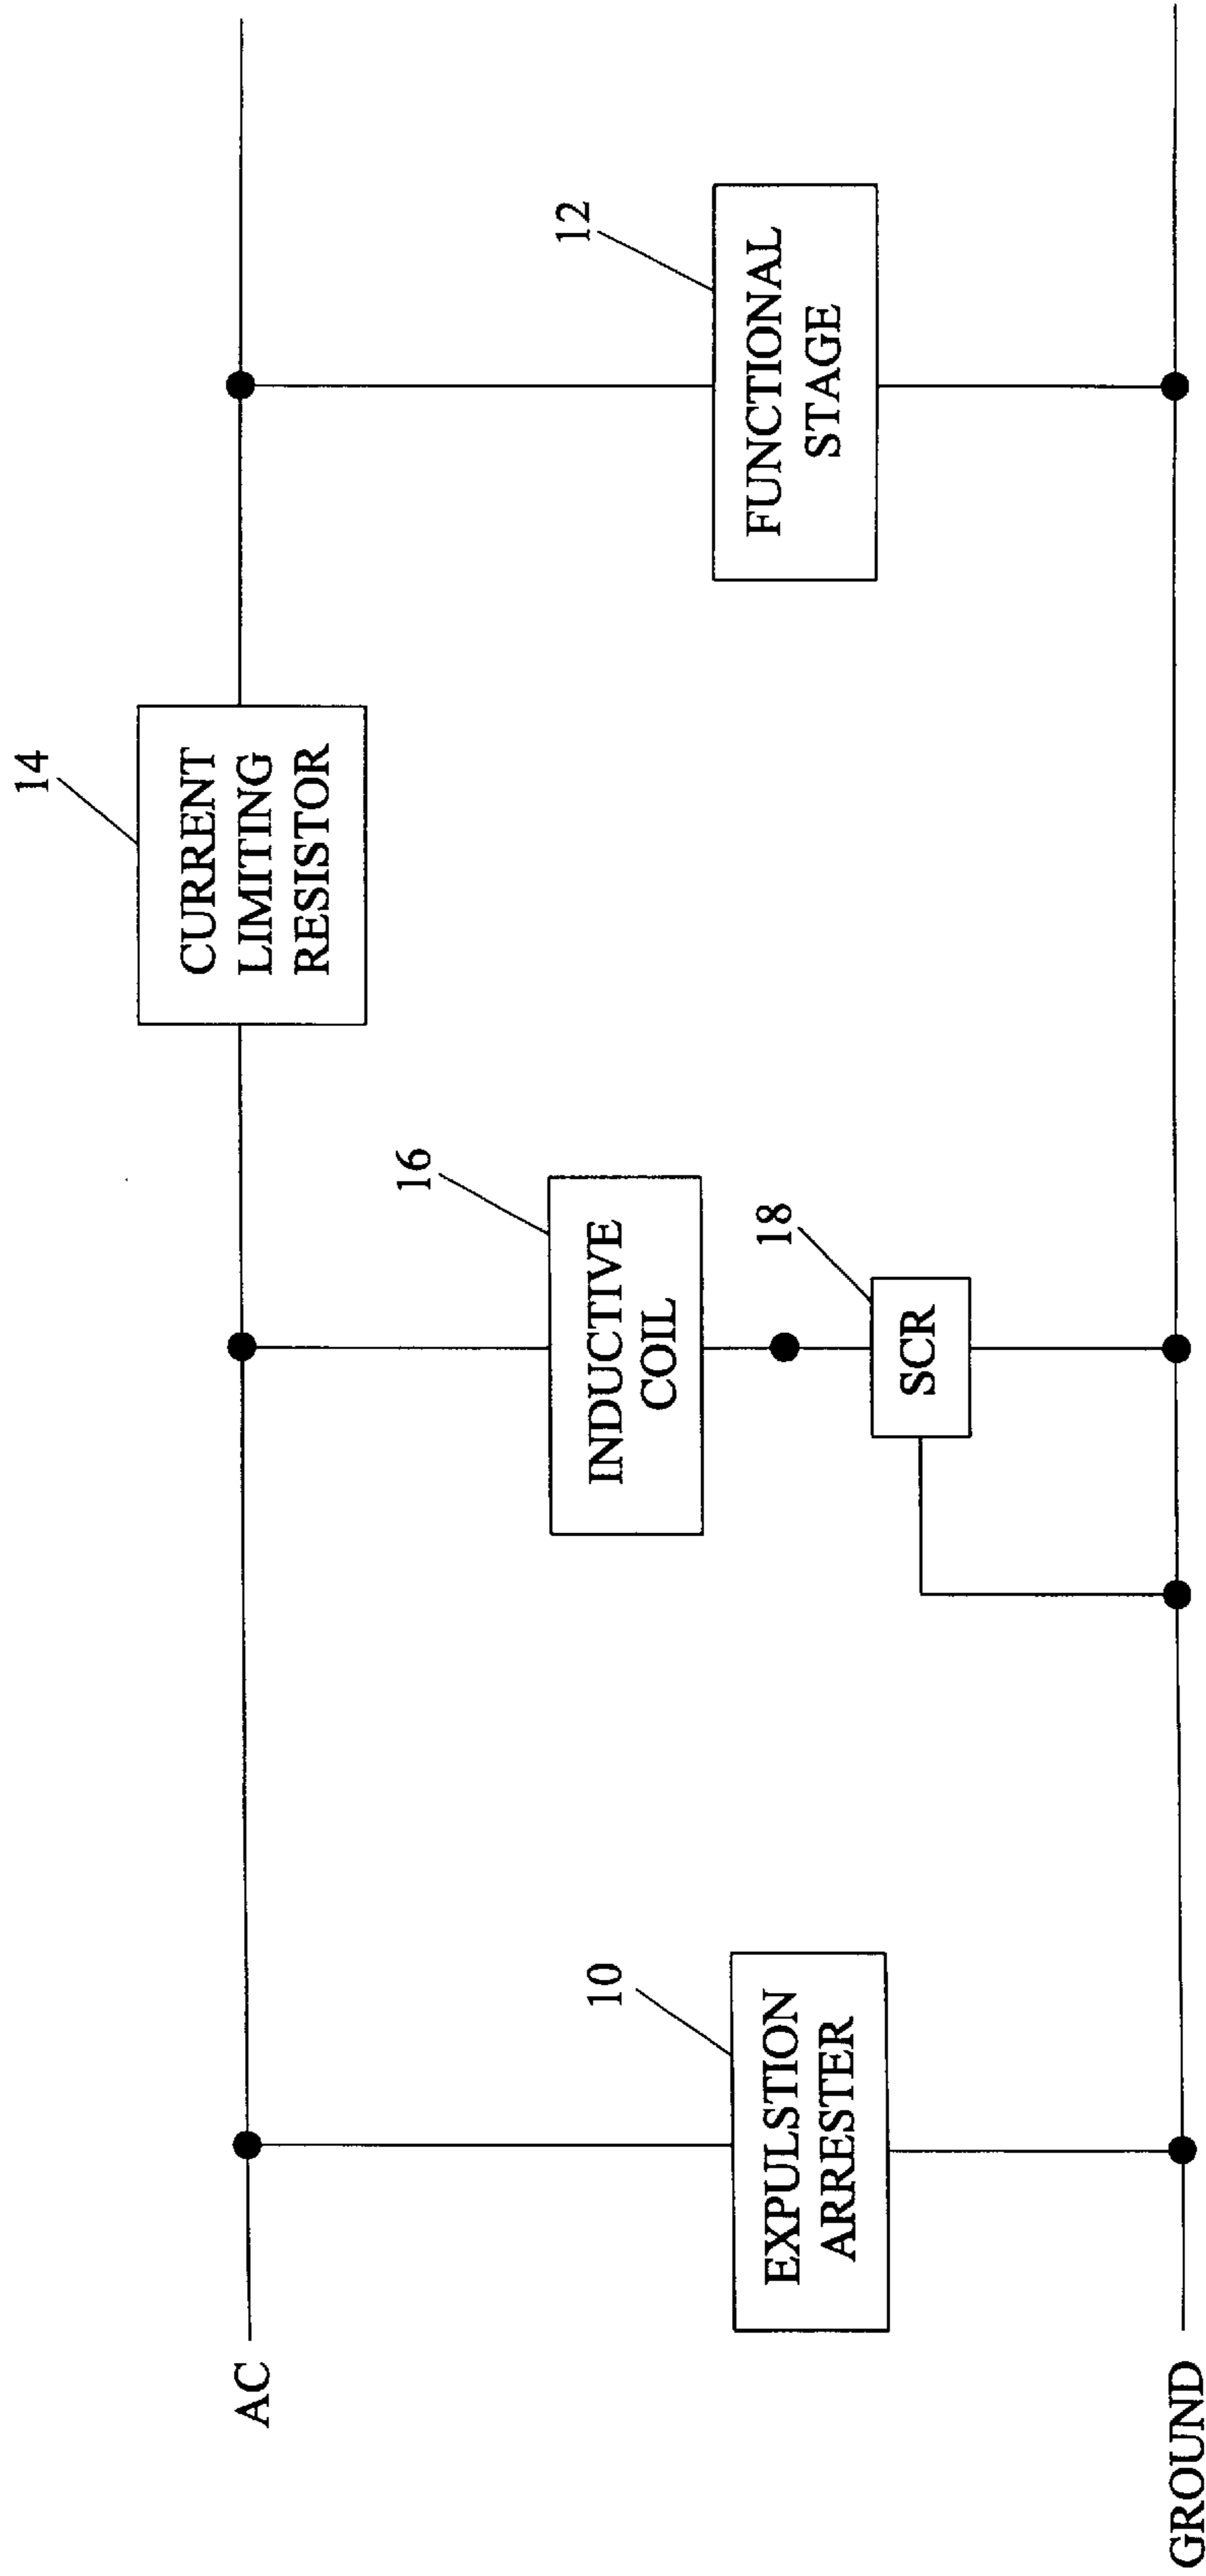 14
CURRENT
LIMITING
RESISTOR
AC
16
INDUCTIVE
COIL
12
FUNCTIONAL
STAGE
10
EXPULSTION
ARRESTER
18
SCR
GROUND